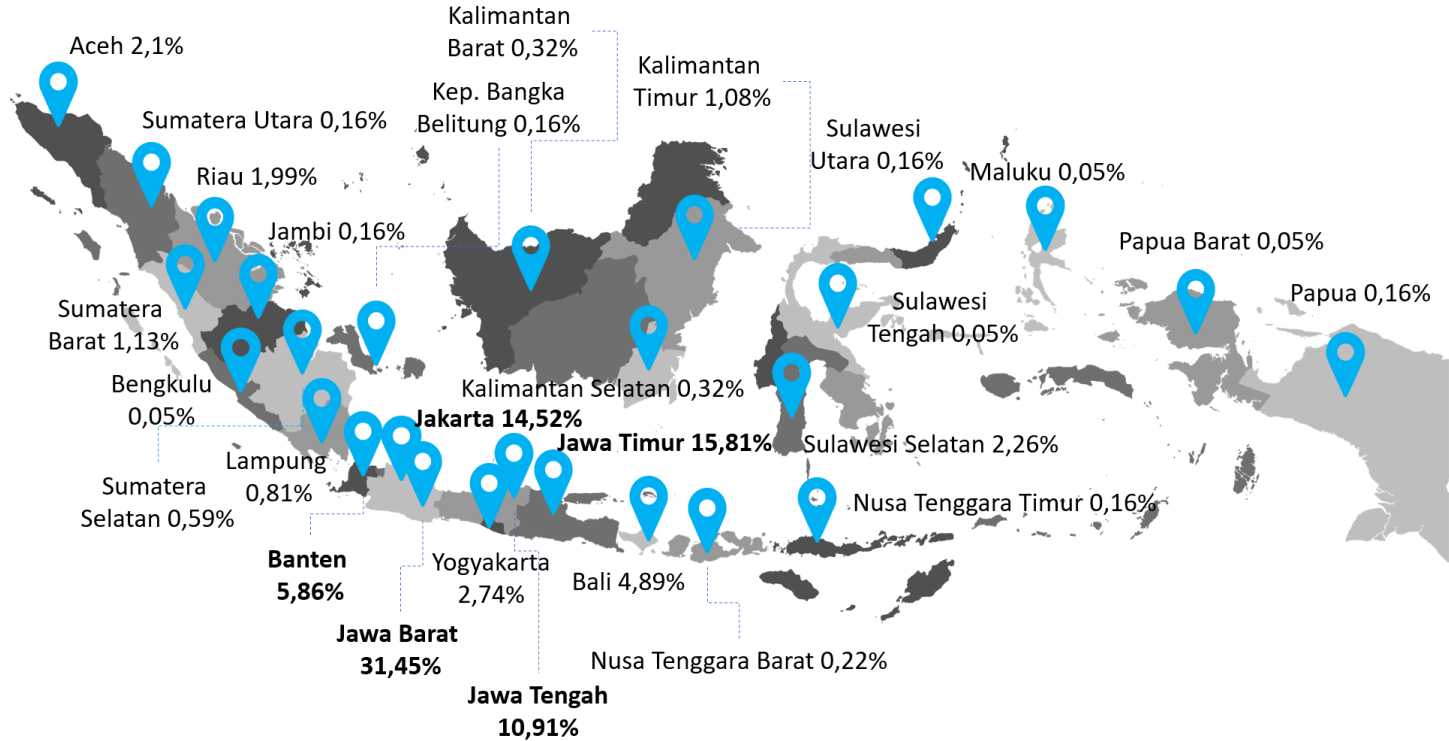 Aceh 2,1%
Sumatera Utara 0,16%
Riau 1,99%
Jambi 0,16%
Kalimantan
Barat 0,32%
Kep. Bangka
Belitung 0,16%
Kalimantan
Timur 1,08%
Sulawesi
Utara 0,16%
Maluku 0,05%
Papua Barat 0,05%
Papua 0,16%
Sumatera
Barat 1,13%
Bengkulu
0,05%
Sulawesi
Tengah 0,05%
Kalimantan Selatan 0,32%
Jakarta 14,52%
Jawa Timur 15,81%
Sulawesi Selatan 2,26%
Lampung
0,81%
Sumatera
Selatan 0,59%
Nusa Tenggara Timur 0,16%
Banten
5,86%
Yogyakarta
2,74%
Bali 4,89%
Jawa Barat
31,45%
Nusa Tenggara Barat 0,22%
Jawa Tengah
10,91%